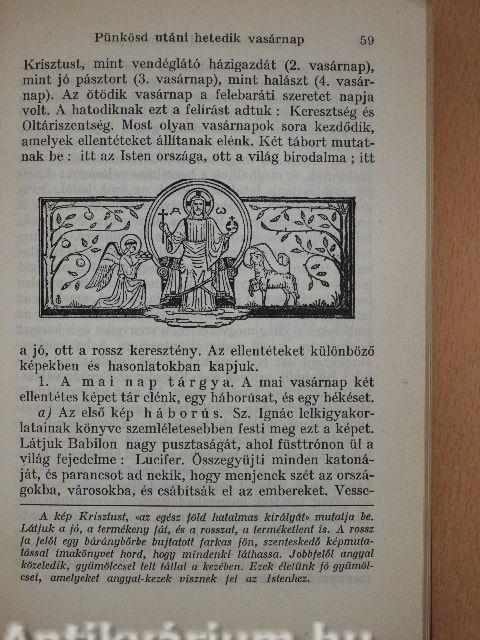 Pünkösd utáni hetedik vasárnap 59
Krisztust, mint vendéglátó házigazdát (2. vasárnap),
mint jó pásztort (3. vasárnap), mint halászt (4. vasár-
nap). Az ötödik vasárnap a felebaráti szeretet napja
volt. A hatodiknak ezt a felírást adtuk : Keresztség és
Oltáriszentség. Most olyan vasárnapok sora kezdődik,
amelyek ellentéteket állítanak elénk. Két tábort mutat-
nak be : itt az Isten országa, ott a világ birodalma ; itt
A ω
a jó, ott a rossz keresztény. Az ellentéteket különböző
képekben és hasonlatokban kapjuk.
1. A mai nap tárgya. A mai vasárnap két
ellentétes képet tár elénk, egy háborúsat, és egy békéset.
a) Az első kép háborús. Sz. Ignác lelkigyakor-
latainak könyve szemléletesebben festi meg ezt a képet.
Látjuk Babilon nagy pusztaságát, ahol füsttrónon ül a
világ fejedelme : Lucifer. Összegyüjti minden katoná-
ját, és parancsot ad nekik, hogy menjenek szét az orszá-
gokba, városokba, és csábítsák el az embereket. Vesse-
A kép Krisztust, «az egész föld hatalmas királyát» mutatja be.
Látjuk a jó, a termékeny fát, és a rosszat, a terméketlent is. A rossz
fa felől egy báránybőrbe bujtatott farkas jön, szenteskedő képmuta-
tással imakönyvet hord, hogy mindenki láthassa. Jobbfelől angyal
közeledik, gyümölccsel telt tállal a kezében. Ezek életünk jó gyümöl-
csei, amelyeket angyal-kezek visznek fel az Istenhez.
Antikvárium.hu